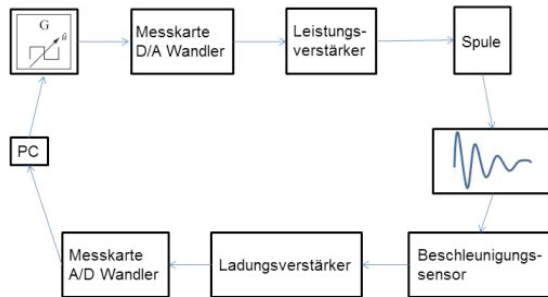 G
û
Messkarte
D/A Wandler
Leistungs-
verstärker
Spule
PC
Messkarte
A/D Wandler
Ladungsverstärker
Beschleunigungs-
sensor